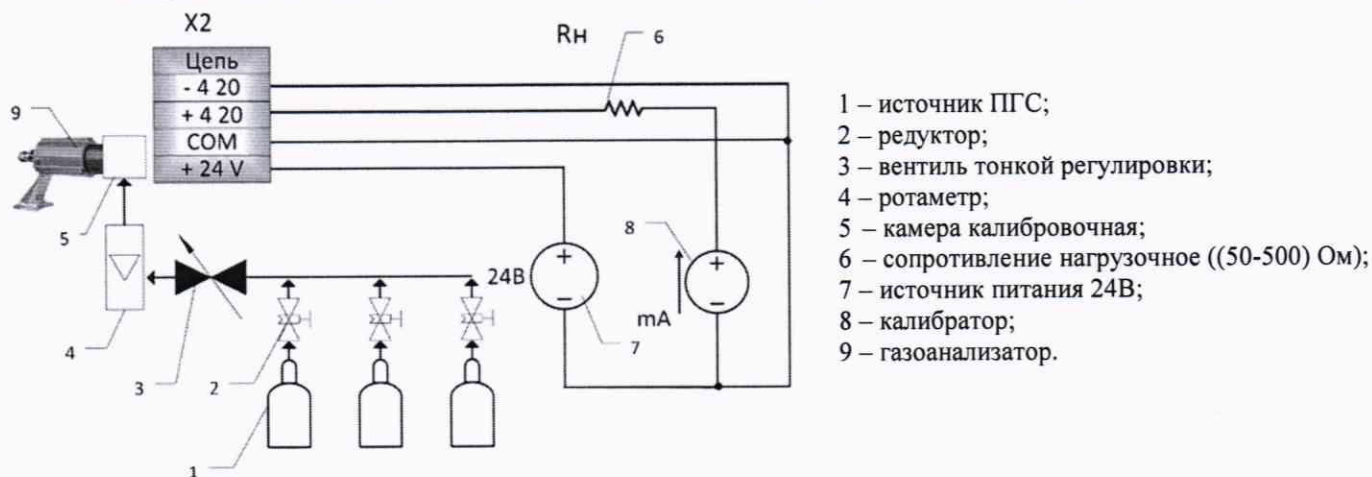 X2
Цепь
- 4 20
+ 4 20
COM
+ 24 V
Rн
6
9
5
4
3
2
1
24В
7
8
mA
+
−
+
−
1 – источник ПГС;
2 – редуктор;
3 – вентиль тонкой регулировки;
4 – ротаметр;
5 – камера калибровочная;
6 – сопротивление нагрузочное ((50-500) Ом);
7 – источник питания 24В;
8 – калибратор;
9 – газоанализатор.